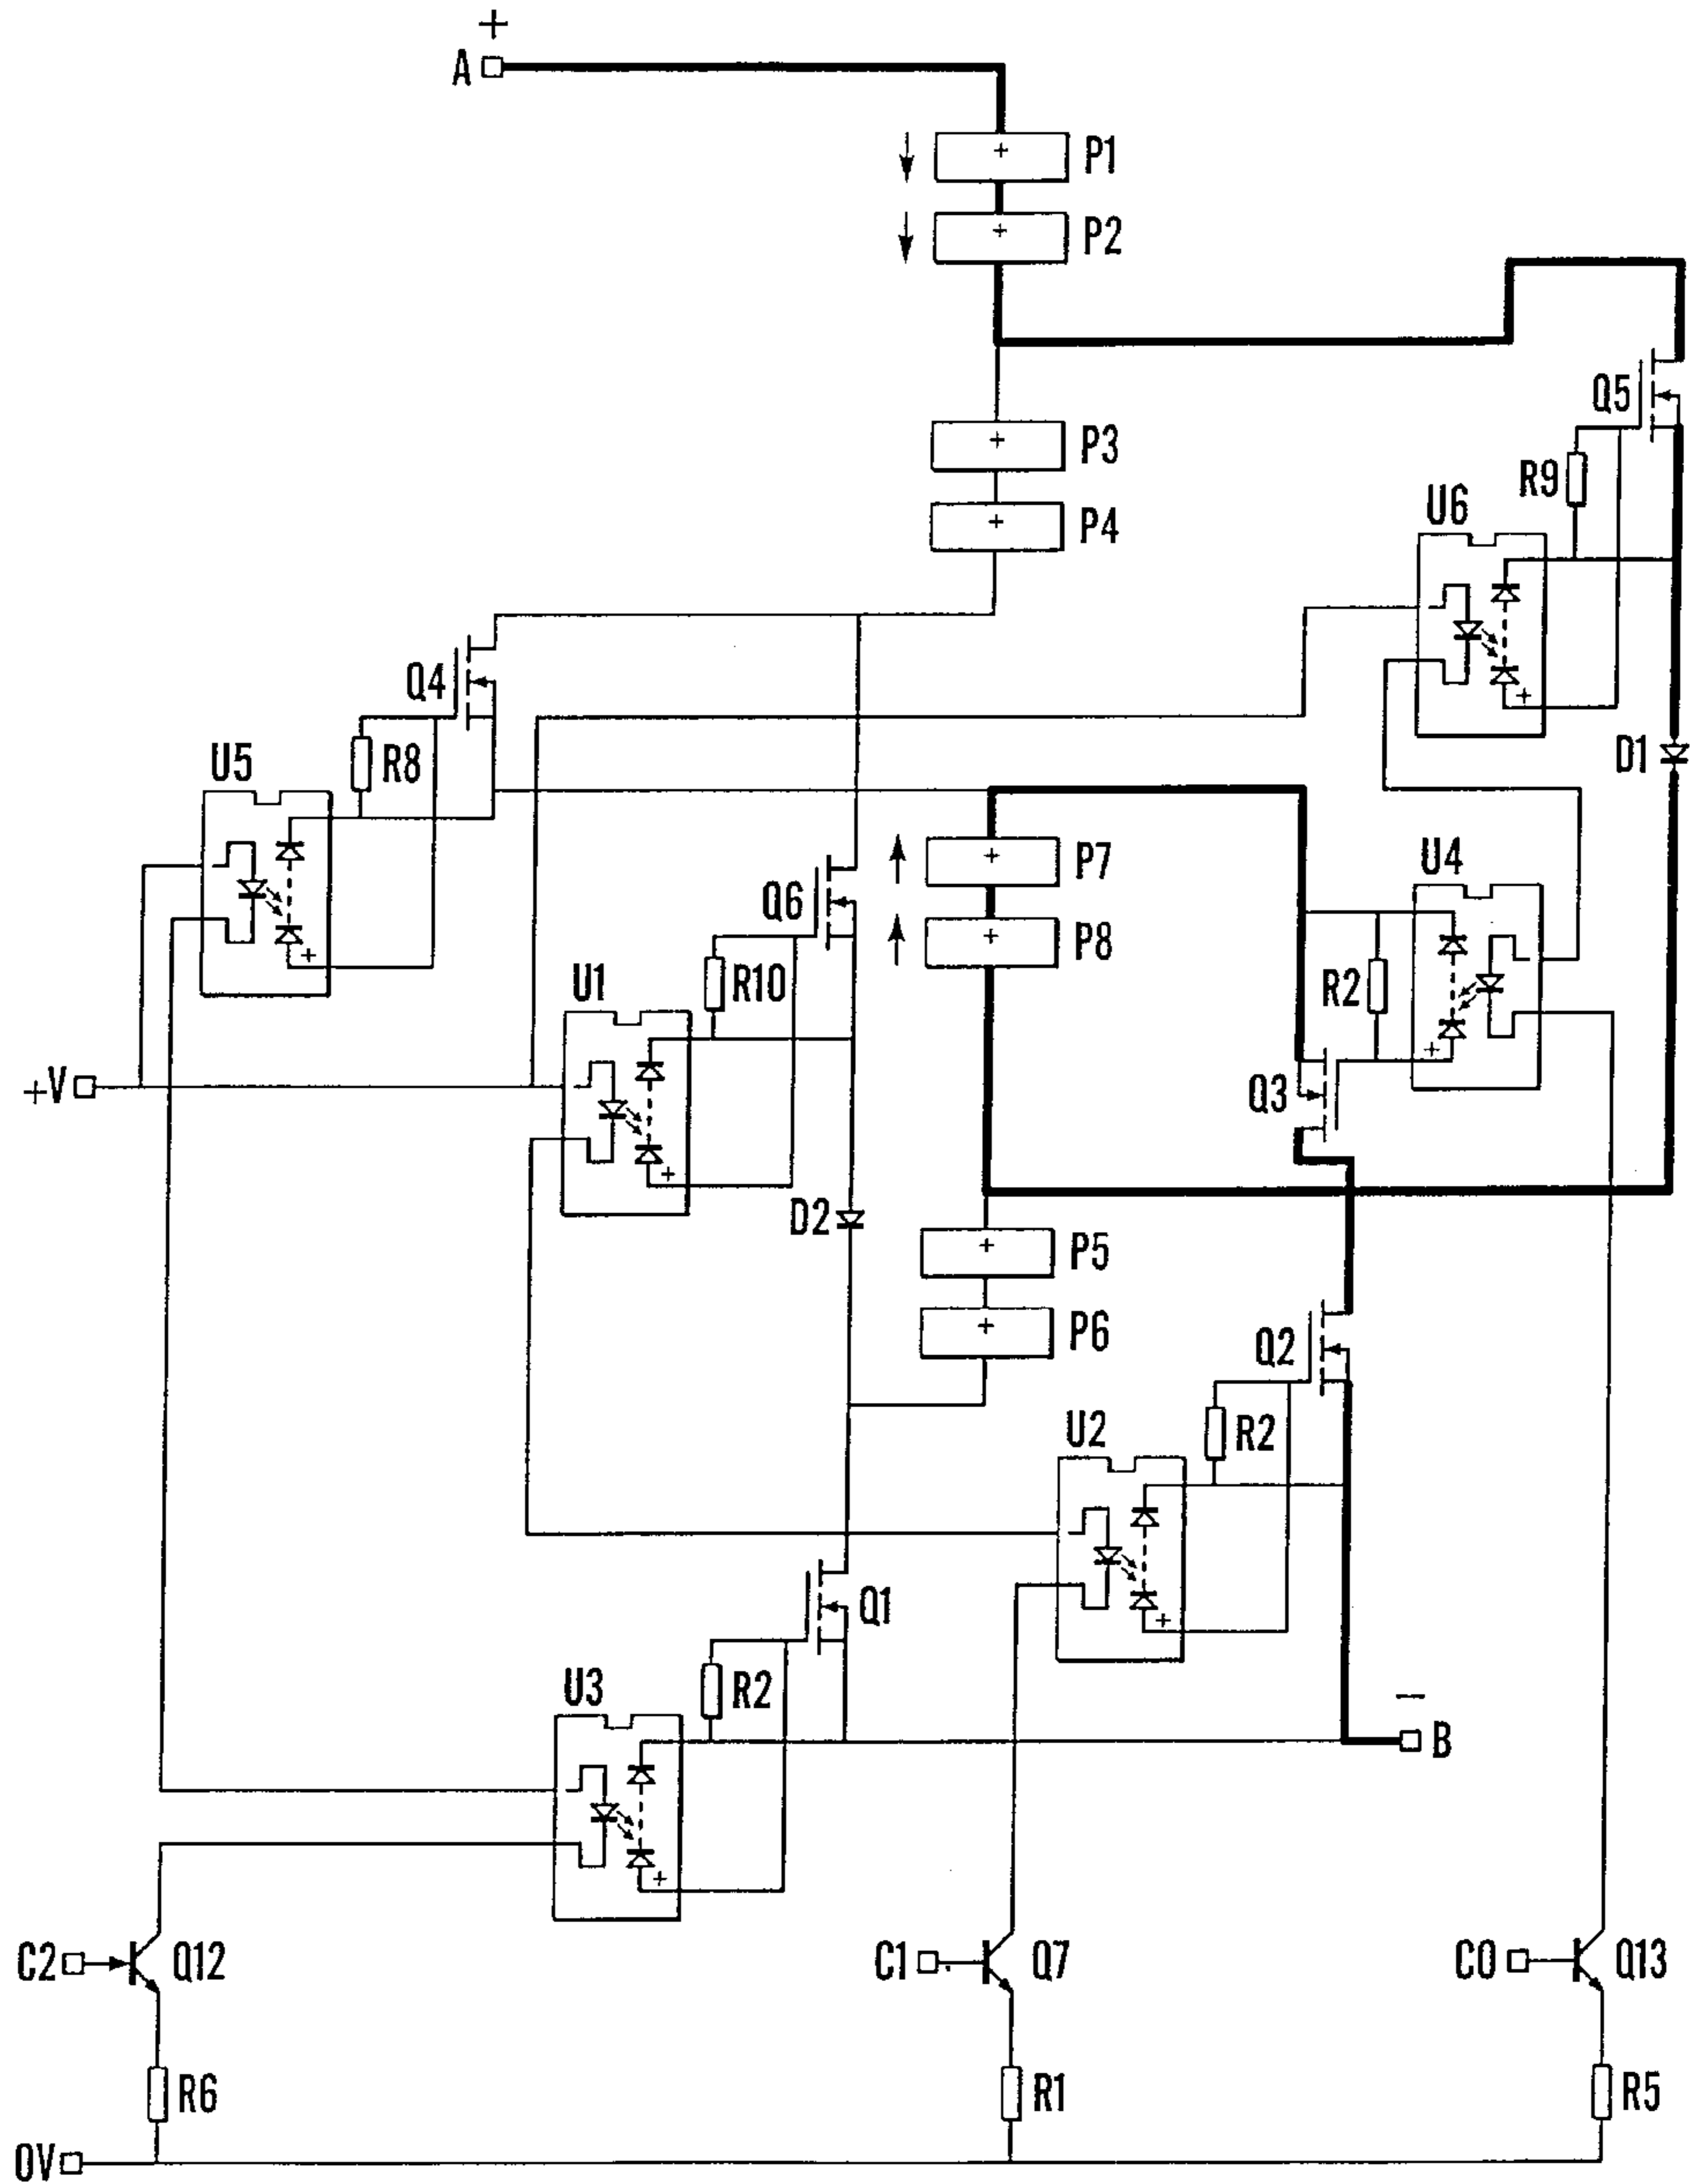 +
A
+ P1
+ P2
Q5
+ P3
R9
U6
+ P4
Q4
+
U5
R8
D1
+ P7
U4
Q6
+ P8
+
R10
R2
U1
+
+V
Q3
+
D2
+ P5
+ P6
Q2
U2
R2
Q1
+
U3
R2
−
B
+
C2
Q12
C1
Q7
C0
Q13
R6
R1
R5
0V